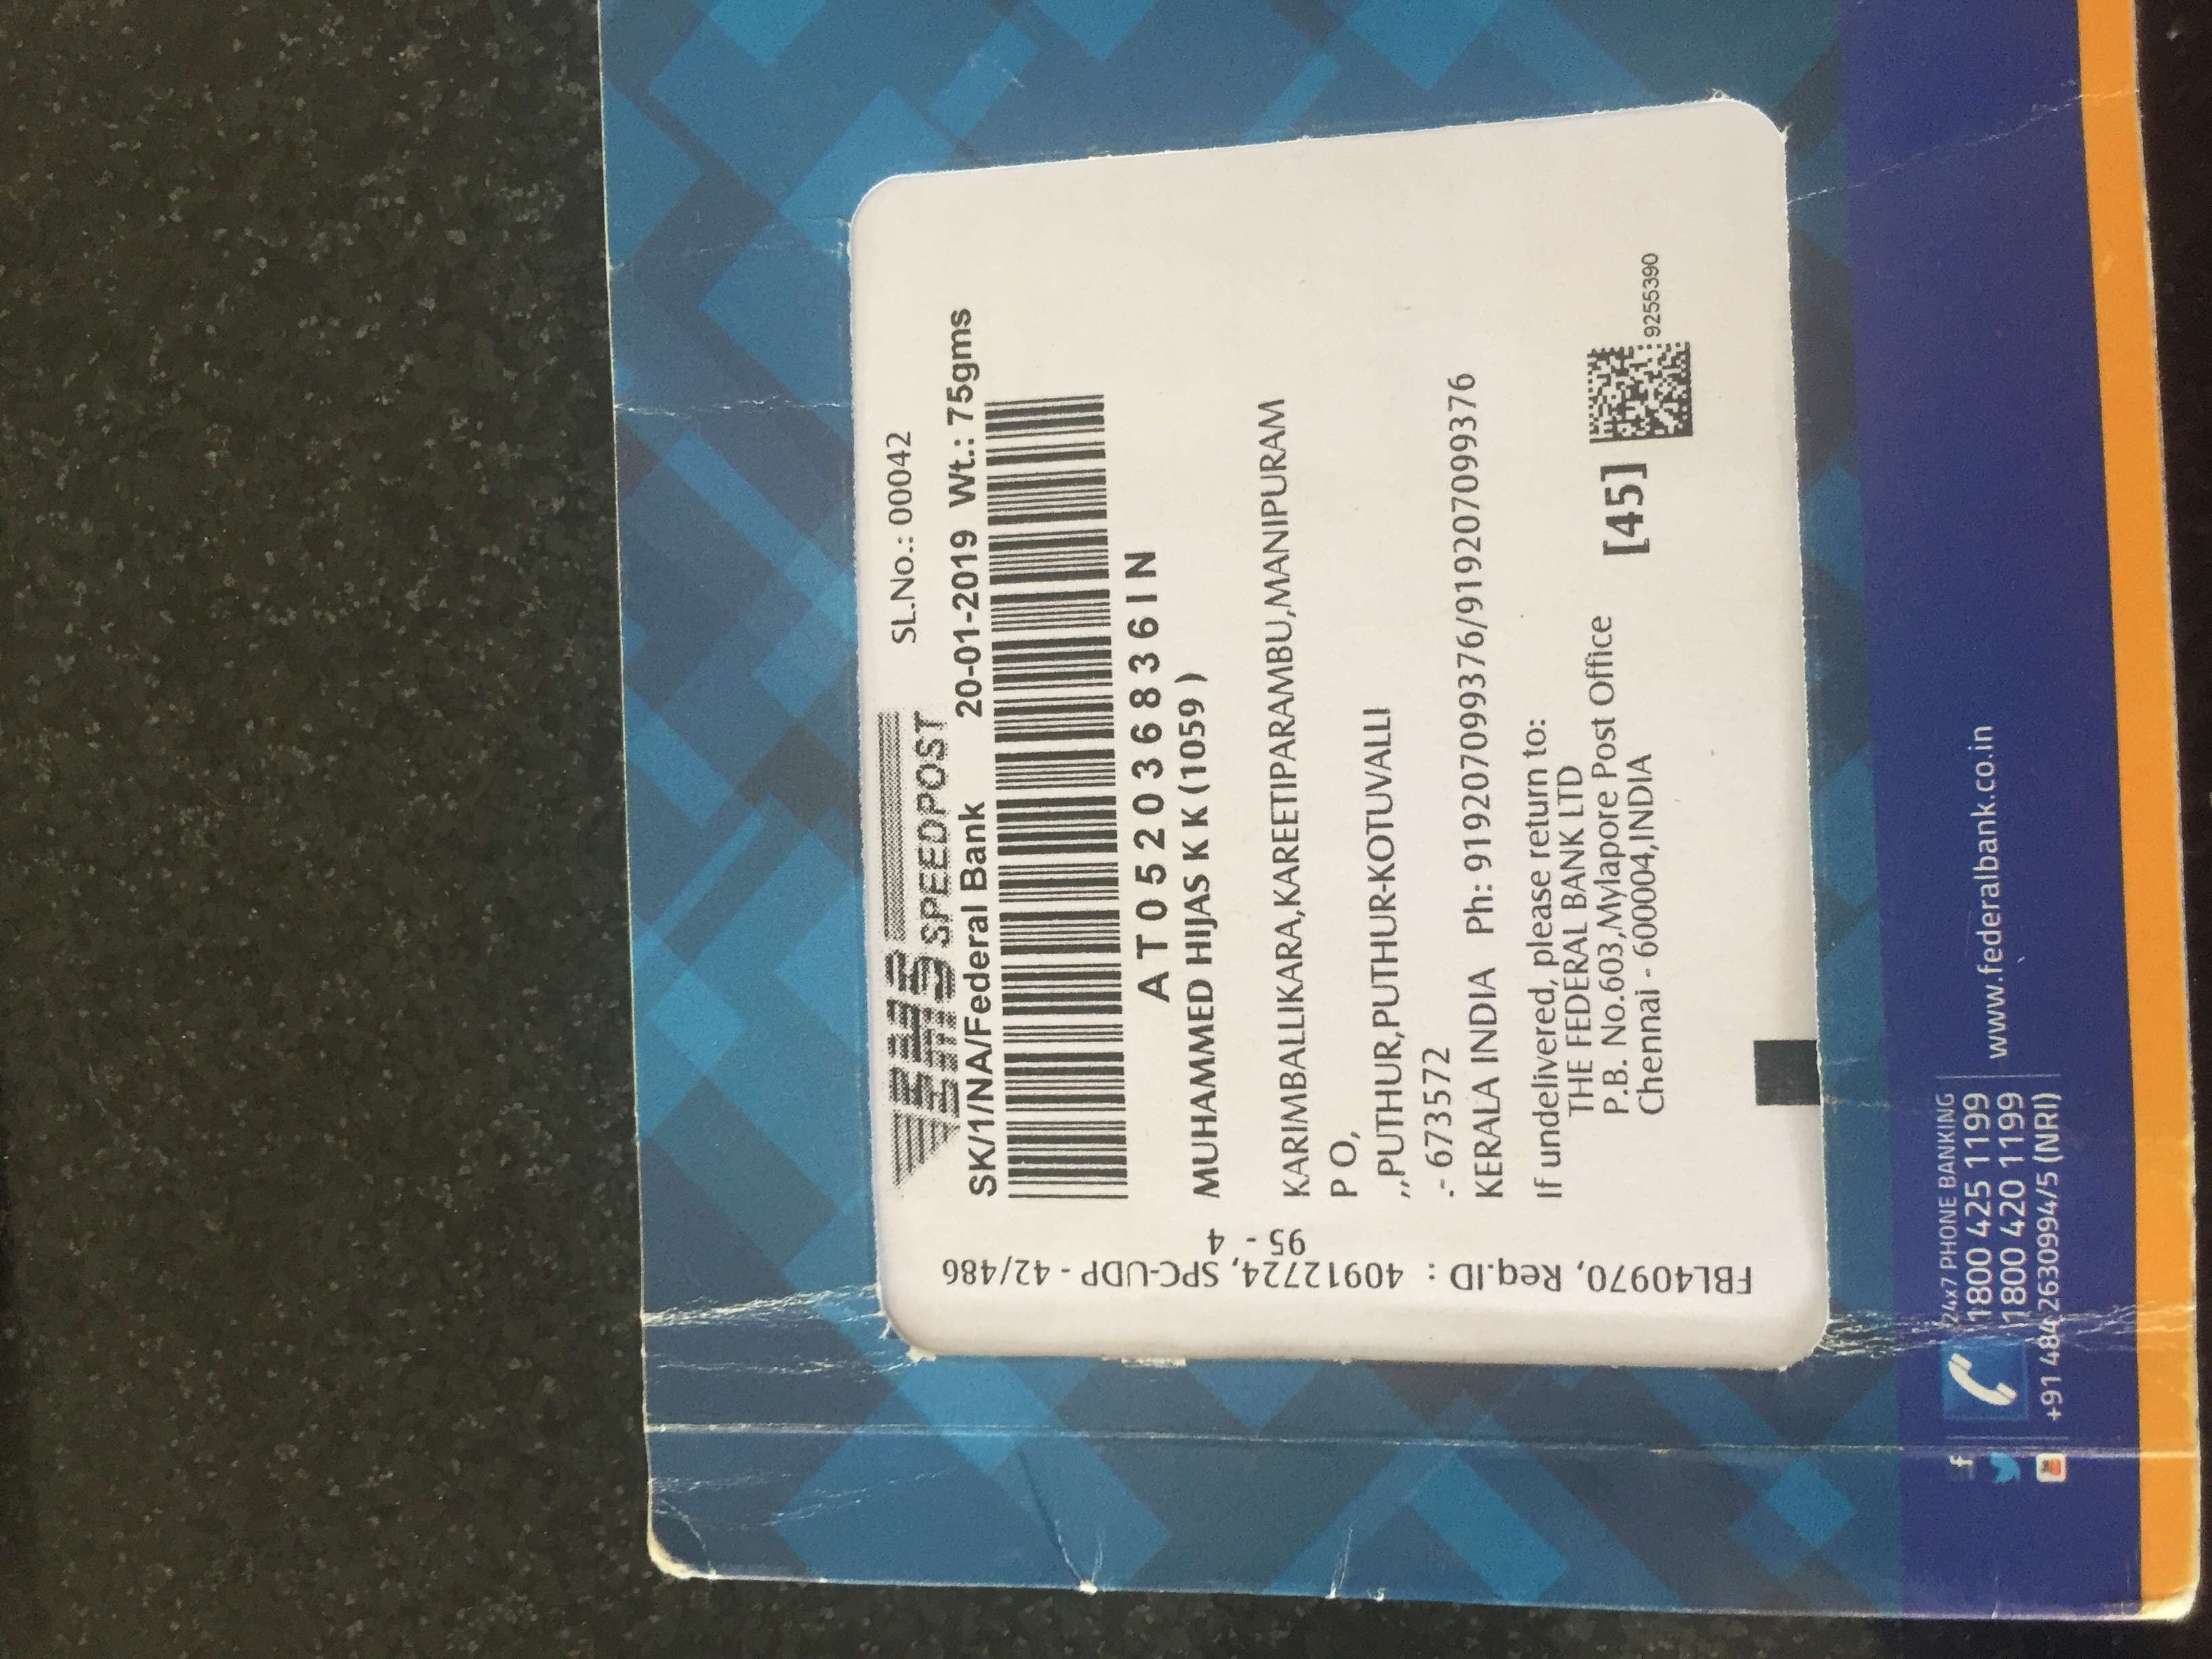 EMS SPEEDPOST
SL.No.: 00042
SK/1/NA/Federal Bank 20-01-2019 Wt.: 75gms
AT052036836IN
MUHAMMED HIJAS K K (1059 )
KARIMBALLIKARA,KAREETIPARAMBU,MANIPURAM
P O,
,,PUTHUR,PUTHUR-KOTUVALLI
.- 673572
KERALA INDIA Ph: 919207099376/919207099376
If undelivered, please return to:
THE FEDERAL BANK LTD
P.B. No.603,Mylapore Post Office
Chennai - 600004,INDIA
[45]
9255390
FBL40970, Req.ID : 40912724, SPC-UDP - 42/486
95 - 4
f
24x7 PHONE BANKING
1800 425 1199
1800 420 1199
+91 484 2630994/5 (NRI)
www.federalbank.co.in